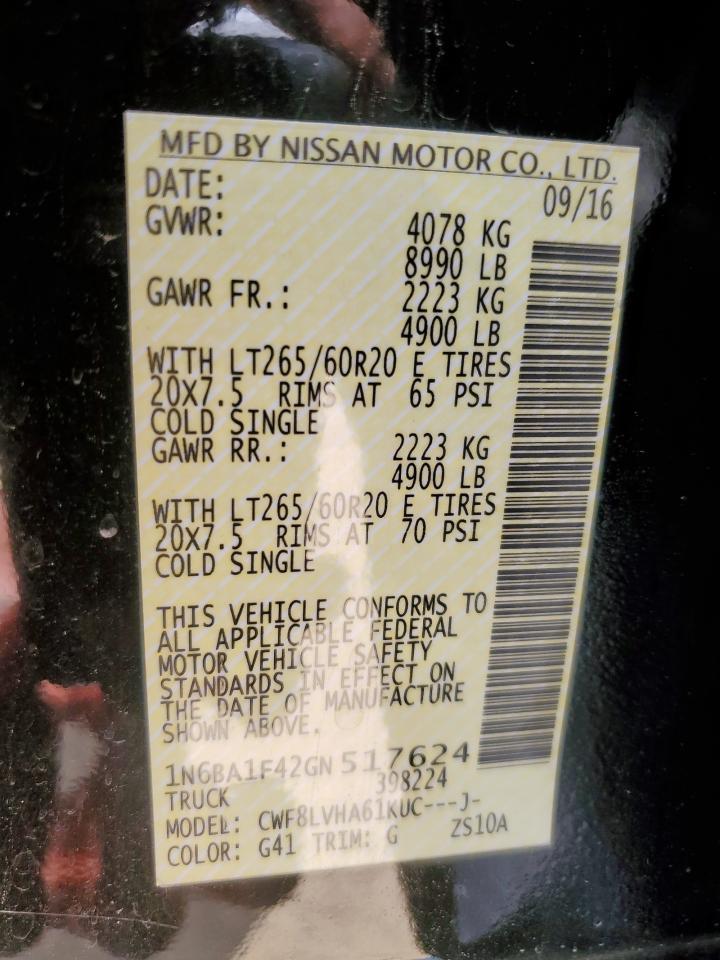 MFD BY NISSAN MOTOR CO., LTD.
DATE: 09/16
GVWR: 4078 KG
8990 LB
GAWR FR.: 2223 KG
4900 LB
WITH LT265/60R20 E TIRES
20X7.5 RIMS AT 65 PSI
COLD SINGLE
GAWR RR.: 2223 KG
4900 LB
WITH LT265/60R20 E TIRES
20X7.5 RIMS AT 70 PSI
COLD SINGLE
THIS VEHICLE CONFORMS TO
ALL APPLICABLE FEDERAL
MOTOR VEHICLE SAFETY
STANDARDS IN EFFECT ON
THE DATE OF MANUFACTURE
SHOWN ABOVE.
1N6BA1F42GN517624
TRUCK 398224
MODEL: CWF8LVHA61KUC---J-
COLOR: G41 TRIM: G ZS10A